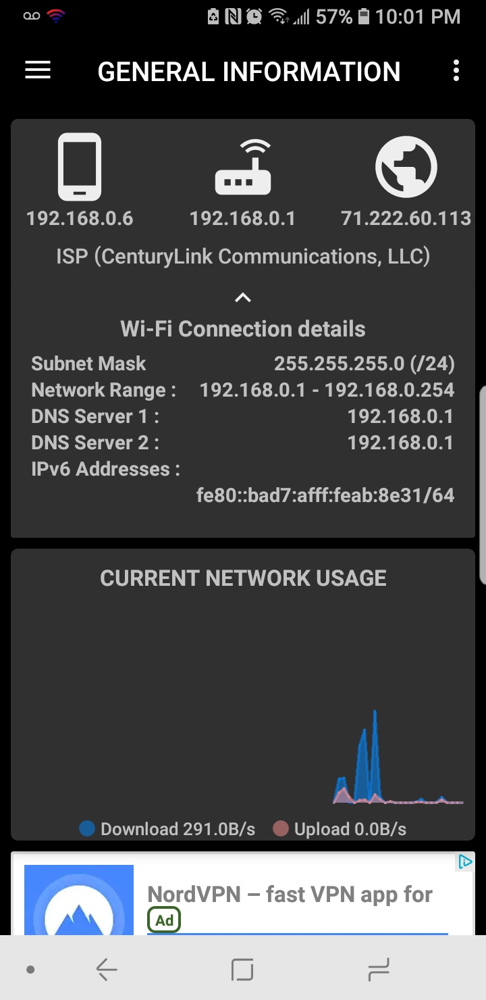 57% 10:01 PM
GENERAL INFORMATION
192.168.0.6 192.168.0.1 71.222.60.113
ISP (CenturyLink Communications, LLC)
Wi-Fi Connection details
Subnet Mask 255.255.255.0 (/24)
Network Range : 192.168.0.1 - 192.168.0.254
DNS Server 1 : 192.168.0.1
DNS Server 2 : 192.168.0.1
IPv6 Addresses :
fe80::bad7:afff:feab:8e31/64
CURRENT NETWORK USAGE
Download 291.0B/s Upload 0.0B/s
NordVPN – fast VPN app for
Ad